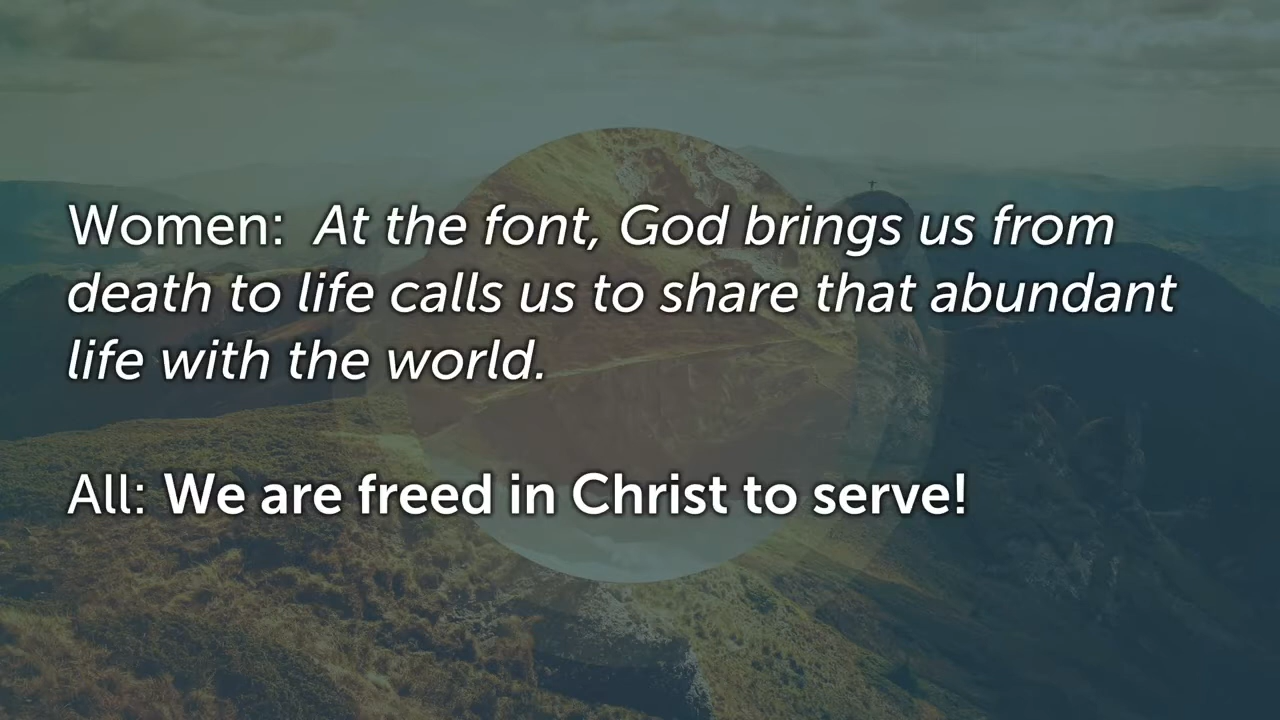 Women: At the font, God brings us from
death to life calls us to share that abundant
life with the world.
All: We are freed in Christ to serve!